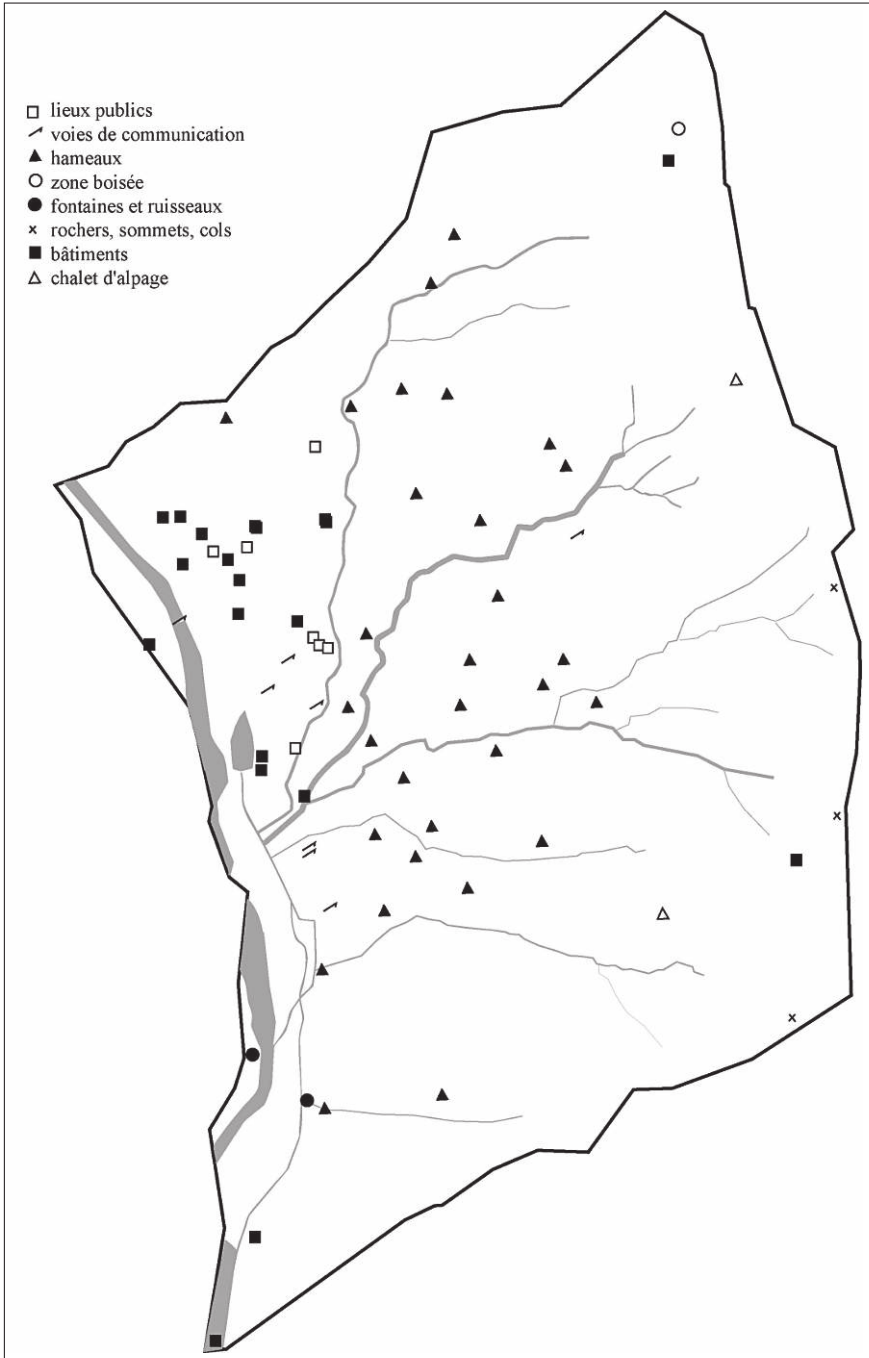 lieux publics
voies de communication
hameaux
zone boisée
fontaines et ruisseaux
rochers, sommets, cols
bâtiments
chalet d'alpage